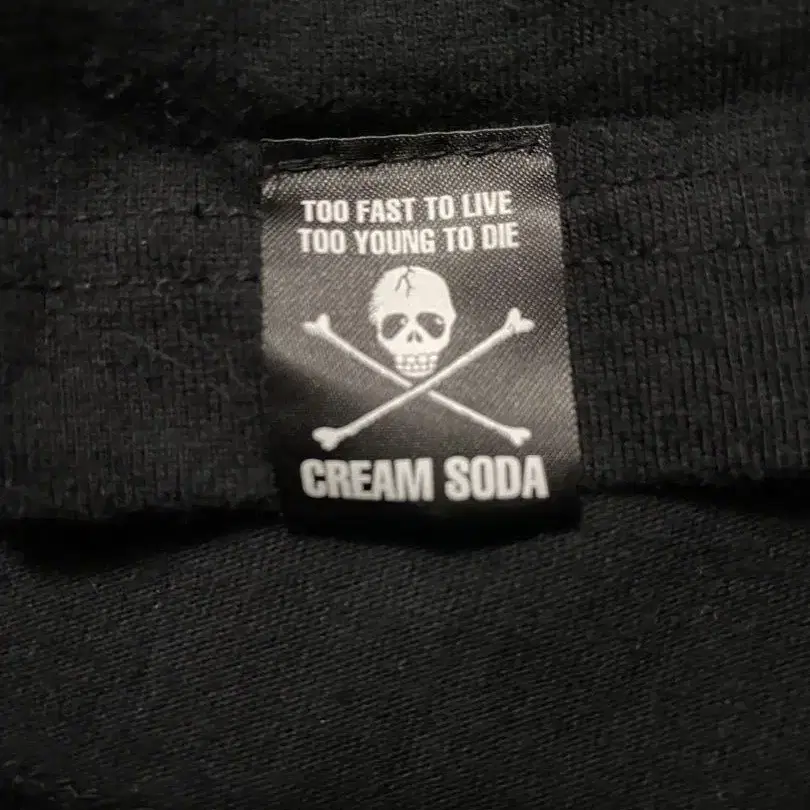 TOO FAST TO LIVE
TOO YOUNG TO DIE
CREAM SODA